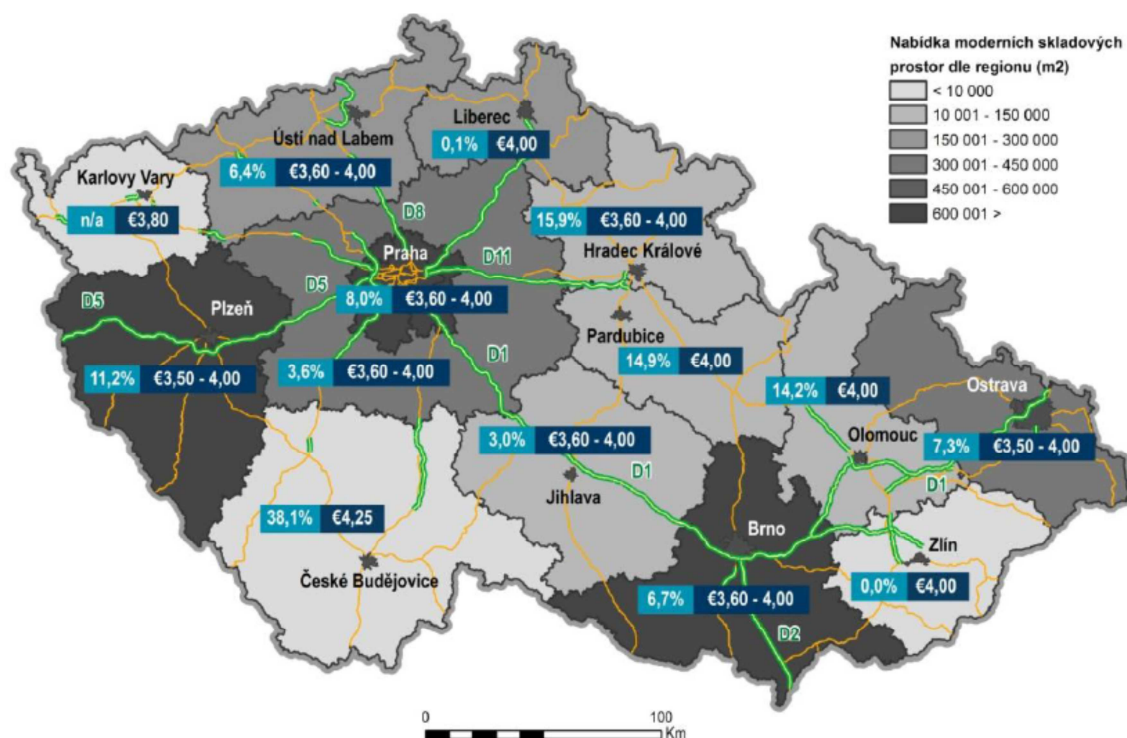 Nabídka moderních skladových
prostor dle regionu (m2)
< 10 000
10 001 - 150 000
150 001 - 300 000
300 001 - 450 000
450 001 - 600 000
600 001 >
Liberec
0,1% €4,00
Ústí nad Labem
6,4% €3,60 - 4,00
Karlovy Vary
n/a €3,80
D8
15,9% €3,60 - 4,00
Hradec Králové
D11
Praha
8,0% €3,60 - 4,00
D5
D5
Plzeň
11,2% €3,50 - 4,00
3,6% €3,60 - 4,00
D1
Pardubice
14,9% €4,00
14,2% €4,00
Olomouc
Ostrava
7,3% €3,50 - 4,00
D1
3,0% €3,60 - 4,00
D1
Jihlava
38,1% €4,25
České Budějovice
Brno
6,7% €3,60 - 4,00
D2
Zlín
0,0% €4,00
0 100
Km